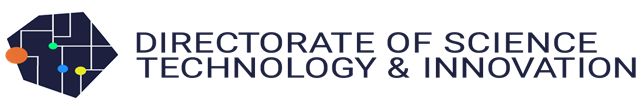 DIRECTORATE OF SCIENCE
TECHNOLOGY & INNOVATION